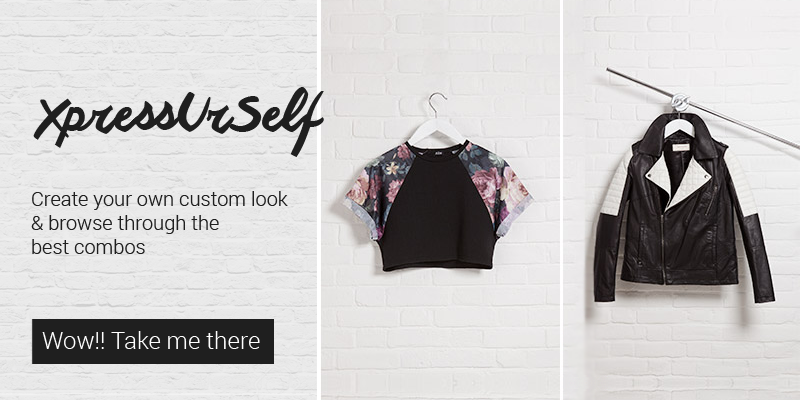 XpressUrSelf
Create your own custom look
& browse through the
best combos
Wow!! Take me there